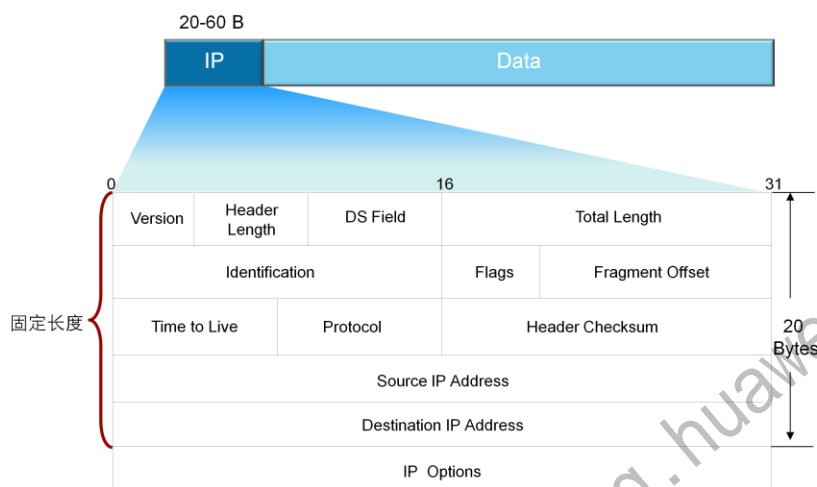 20-60 B
IP
Data
0
16
31
Version
Header
Length
DS Field
Total Length
Identification
Flags
Fragment Offset
固定长度
Time to Live
Protocol
Header Checksum
20
Bytes
Source IP Address
Destination IP Address
IP Options
g.huawe